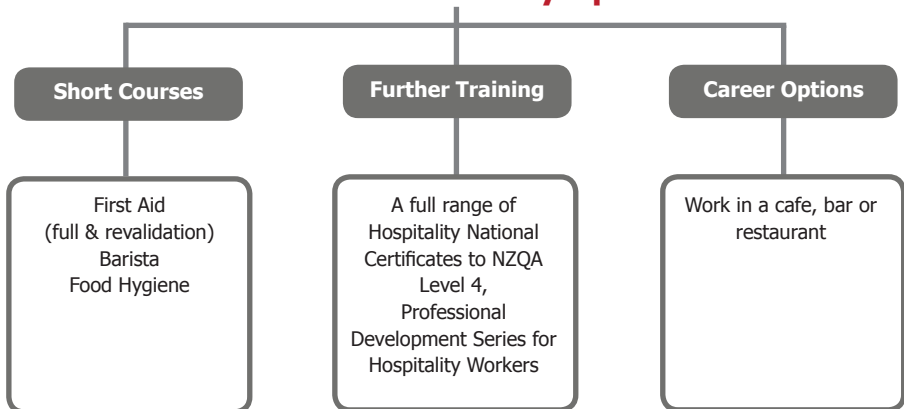 Short Courses
First Aid
(full & revalidation)
Barista
Food Hygiene
Further Training
A full range of
Hospitality National
Certificates to NZQA
Level 4,
Professional
Development Series for
Hospitality Workers
Career Options
Work in a cafe, bar or
restaurant